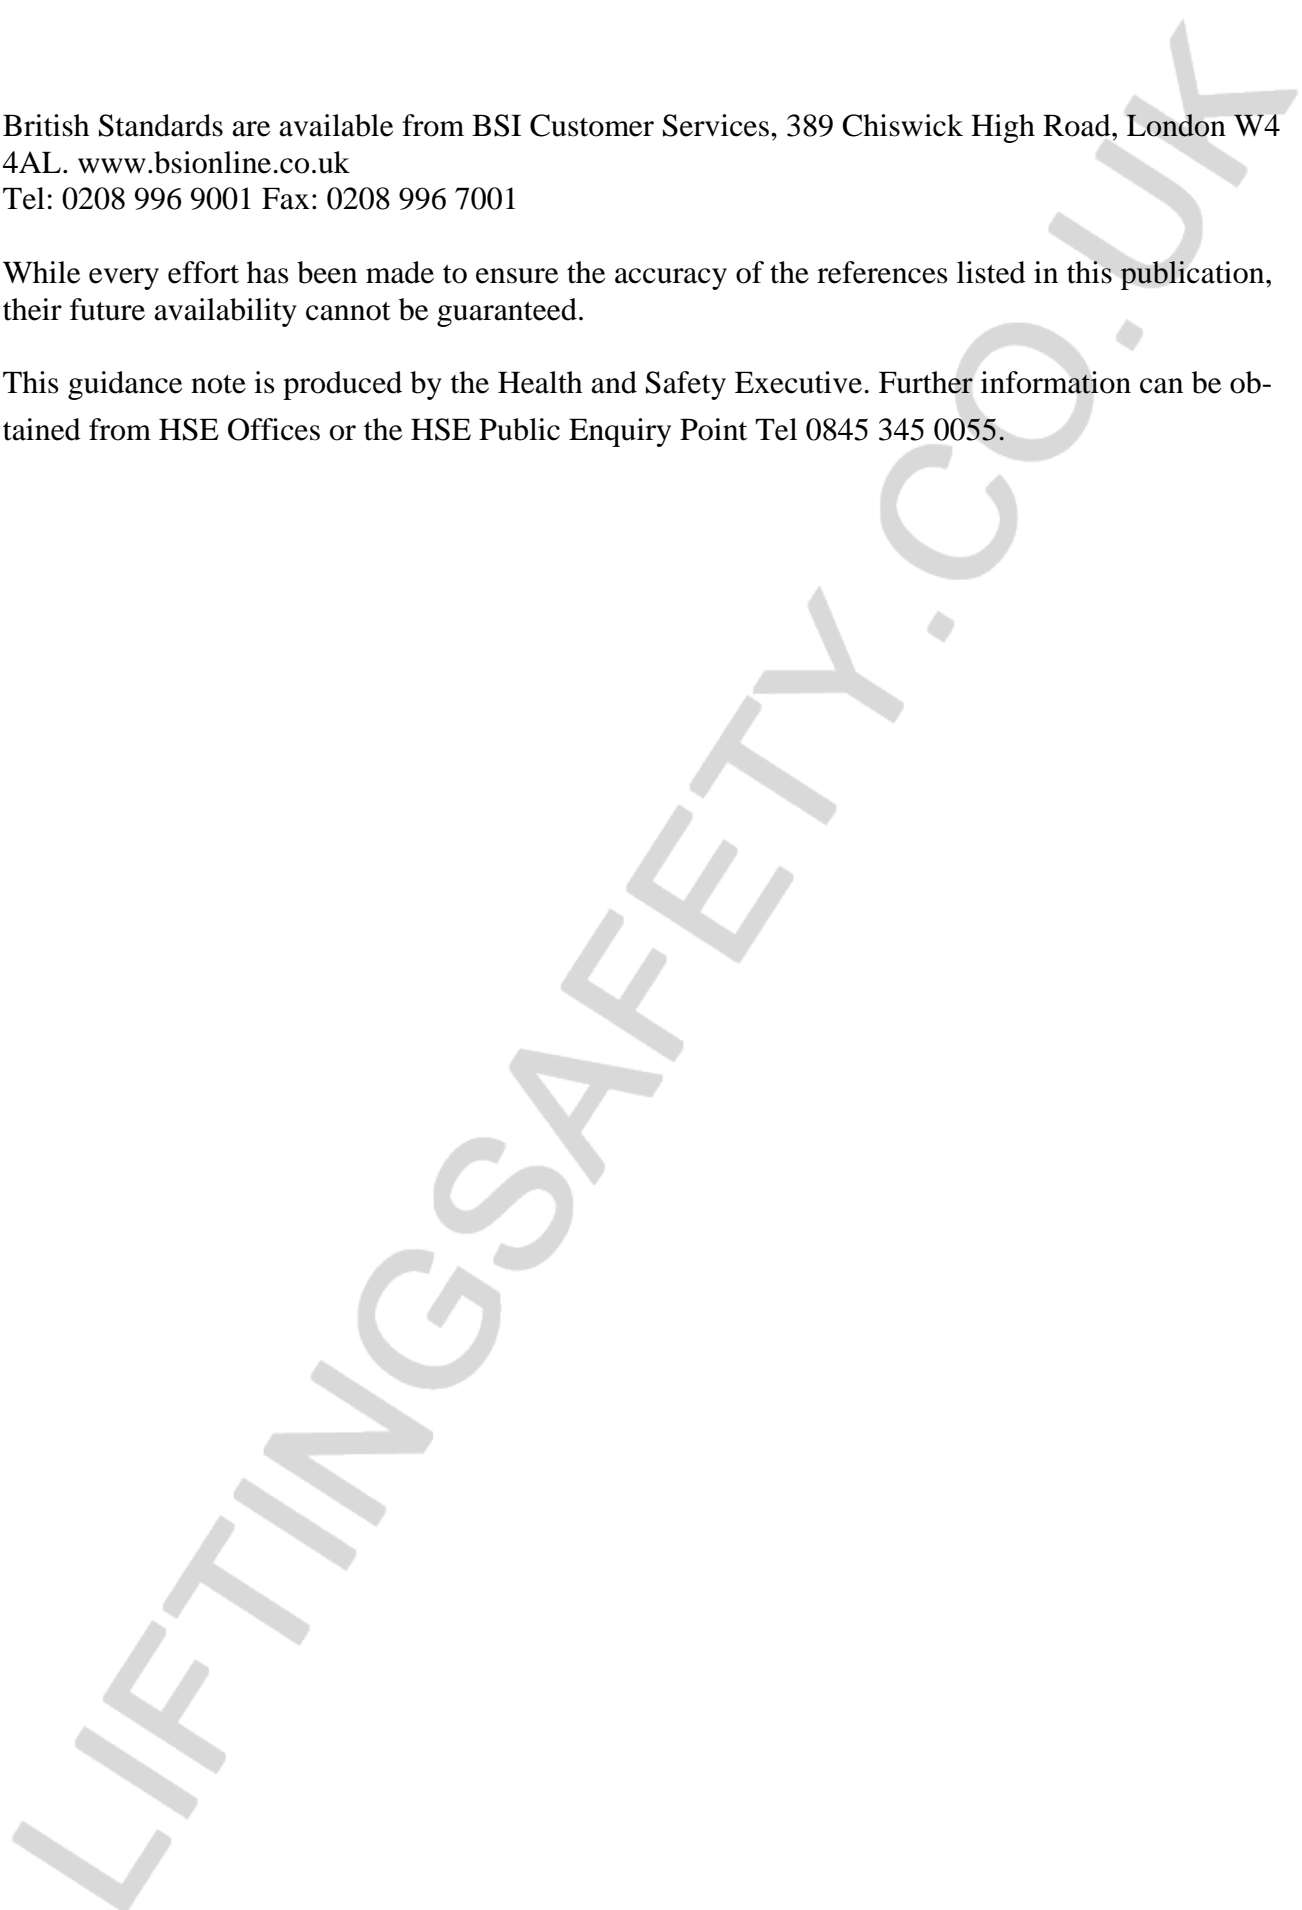 British Standards are available from BSI Customer Services, 389 Chiswick High Road, London W4
4AL. www.bsionline.co.uk
Tel: 0208 996 9001 Fax: 0208 996 7001
While every effort has been made to ensure the accuracy of the references listed in this publication,
their future availability cannot be guaranteed.
This guidance note is produced by the Health and Safety Executive. Further information can be ob-
tained from HSE Offices or the HSE Public Enquiry Point Tel 0845 345 0055.
LIFTINGSAFETY.CO.UK